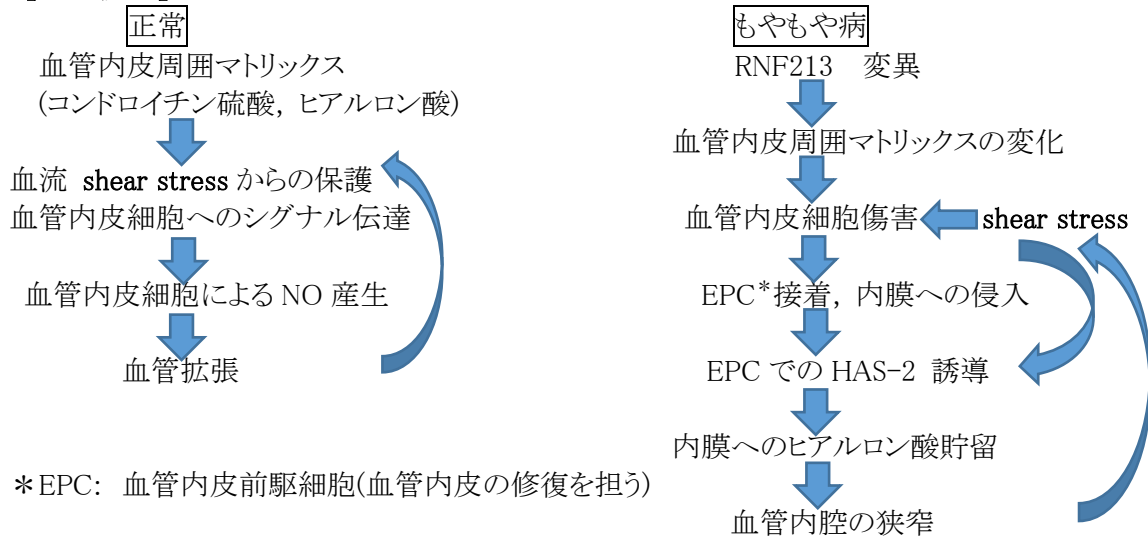 正常
血管内皮周囲マトリックス
(コンドロイチン硫酸, ヒアルロン酸)
血流 shear stress からの保護
血管内皮細胞へのシグナル伝達
血管内皮細胞による NO 産生
血管拡張
*EPC: 血管内皮前駆細胞(血管内皮の修復を担う)
もやもや病
RNF213 変異
血管内皮周囲マトリックスの変化
血管内皮細胞傷害 shear stress
EPC*接着, 内膜への侵入
EPC での HAS-2 誘導
内膜へのヒアルロン酸貯留
血管内腔の狭窄